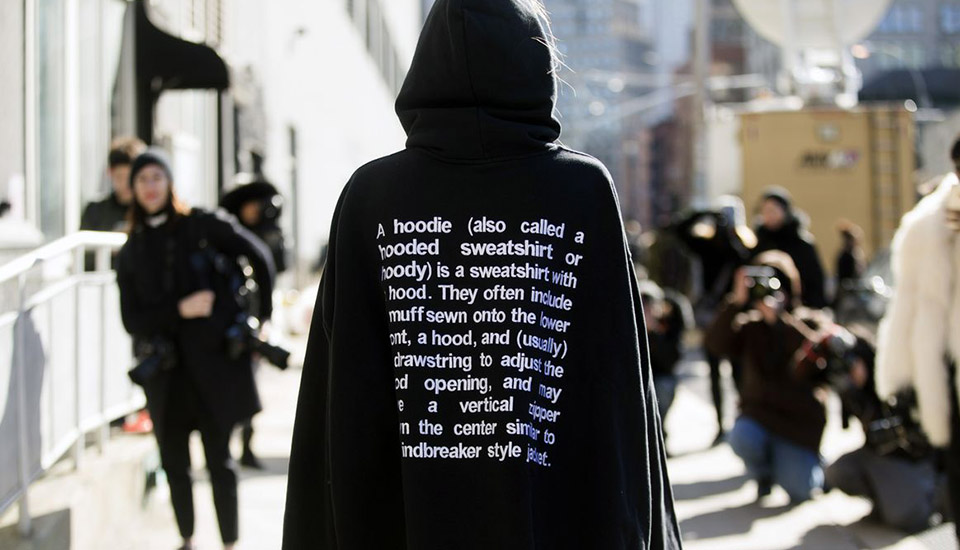 A hoodie (also called a
hooded sweatshirt or
hoody) is a sweatshirt with
hood. They often include
muff sewn onto the lower
ont, a hood, and (usually)
drawstring to adjust the
od opening, and may
e a vertical zipper
n the center similar to
indbreaker style jacket.